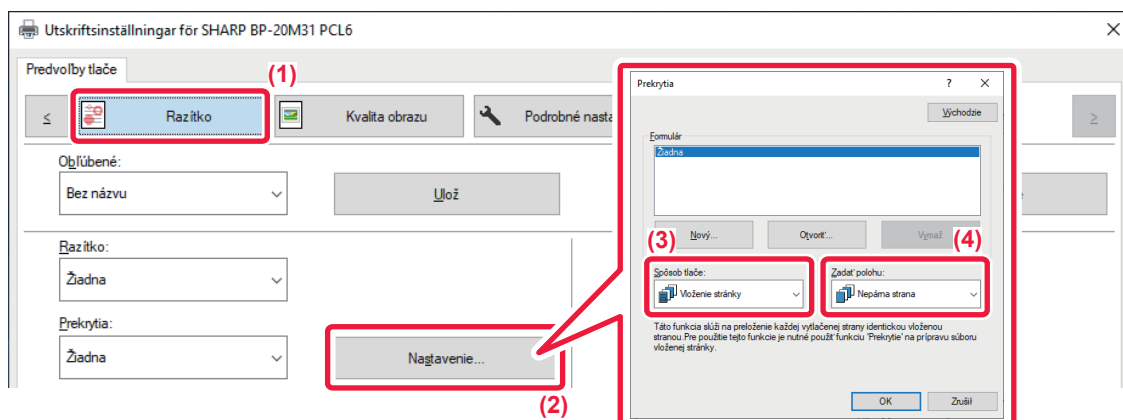 Utskriftsinställningar för SHARP BP-20M31 PCL6
Predvoľby tlače
(1)
<
Razítko
Kvalita obrazu
Podrobné nasta
>
Obľúbené:
Bez názvu
Ulož
Razítko:
Žiadna
Prekrytia:
Žiadna
Nastavenie...
(2)
Prekrytia
?
Východzie
Formulár
Žiadna
Nový...
Otvoriť...
Vymaž
(3)
(4)
Spôsob tlače:
Zadať polohu:
Vloženie stránky
Nepárna strana
Táto funkcia slúži na preloženie každej vytlačenej strany identickou vloženou
stranou.Pre použitie tejto funkcie je nutné použiť funkciu 'Prekrytie' na prípravu súboru
vloženej stránky.
OK
Zrušiť